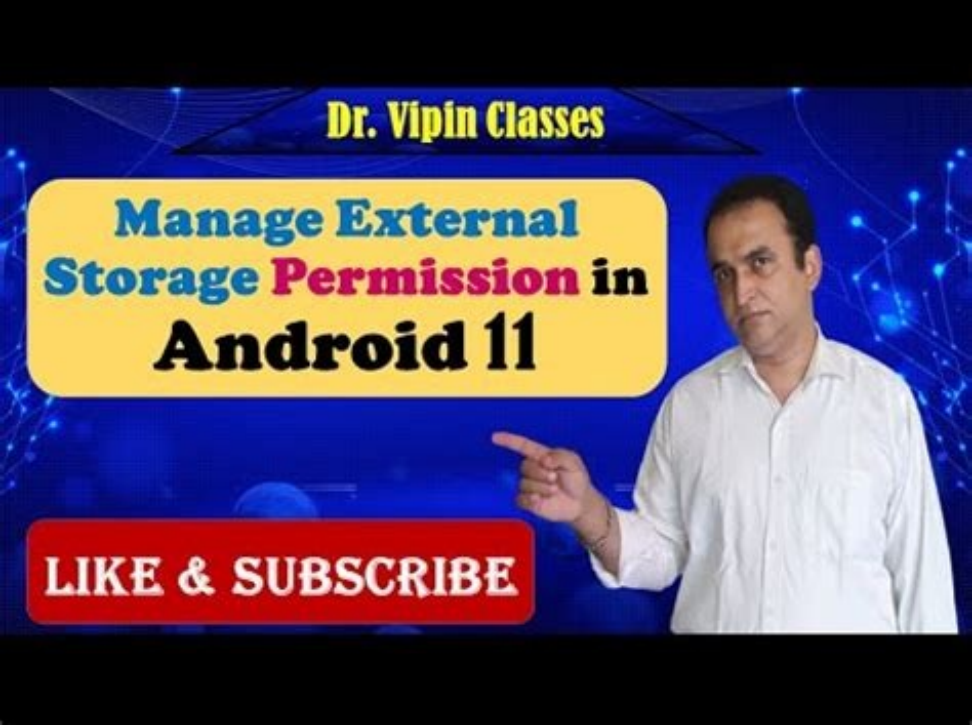 Dr. Vipin Classes
Manage External
Storage Permission in
Android 11
LIKE & SUBSCRIBE